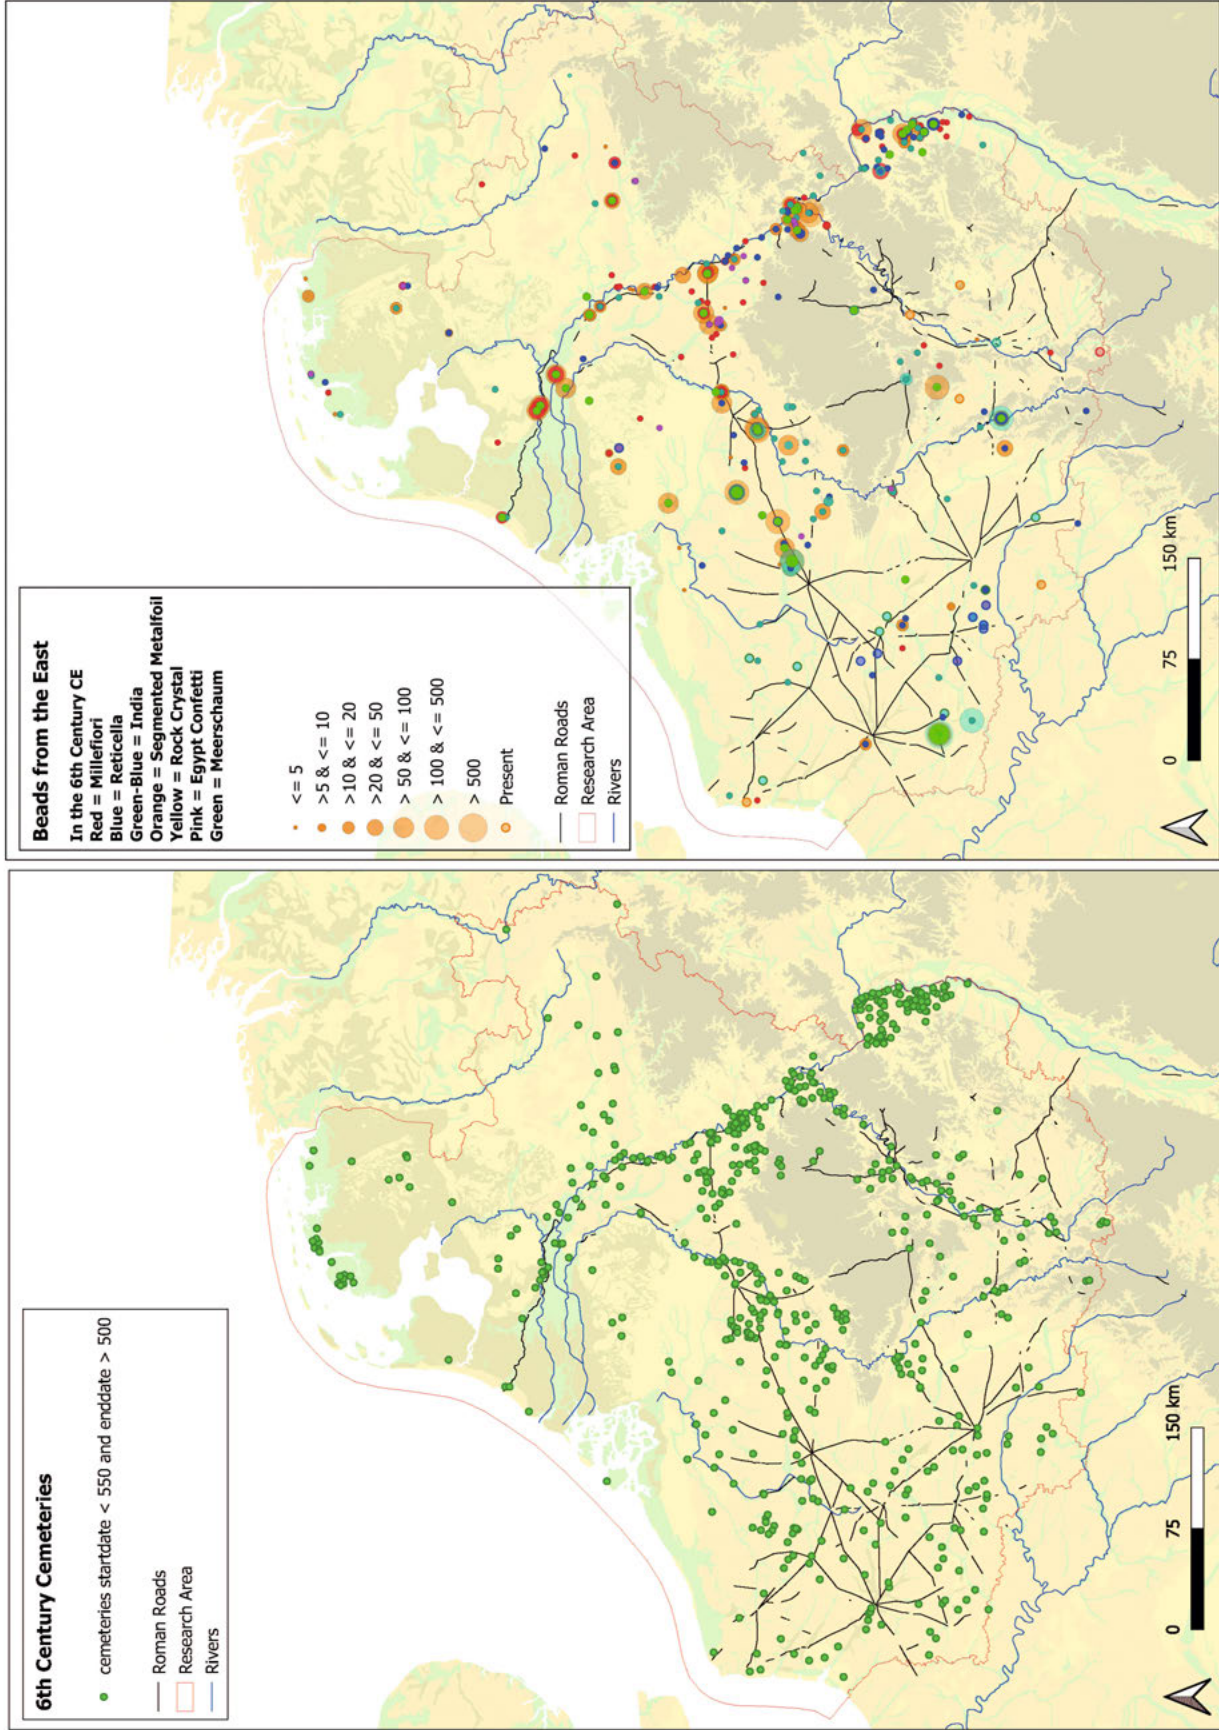 6th Century Cemeteries
cemeteries startdate < 550 and enddate > 500
Roman Roads
Research Area
Rivers
0
75
150 km
Beads from the East
In the 6th Century CE
Red = Millefiori
Blue = Reticella
Green-Blue = India
Orange = Segmented Metalfoil
Yellow = Rock Crystal
Pink = Egypt Confetti
Green = Meerschaum
<= 5
>5 & <= 10
>10 & <= 20
>20 & <= 50
> 50 & <= 100
> 100 & <= 500
> 500
Present
Roman Roads
Research Area
Rivers
0
75
150 km